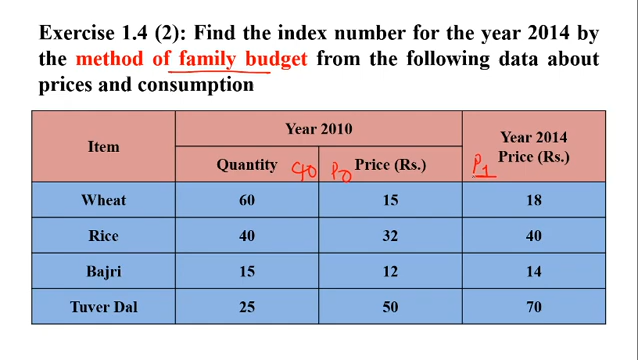 Exercise 1.4 (2): Find the index number for the year 2014 by
the method of family budget from the following data about
prices and consumption
Item
Year 2010
Year 2014
Price (Rs.)
Quantity
q0
P0
Price (Rs.)
P1
Wheat 60 15 18
Rice 40 32 40
Bajri 15 12 14
Tuver Dal 25 50 70